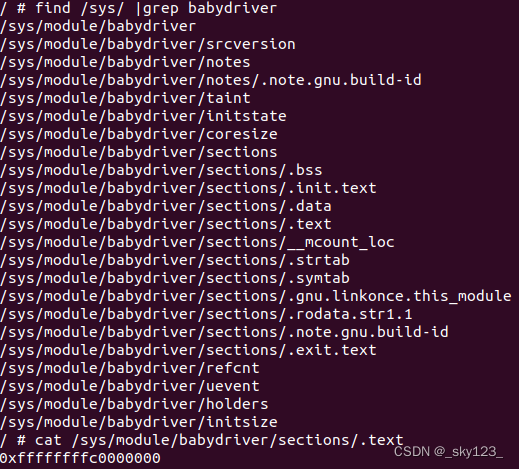 / # find /sys/ |grep babydriver
/sys/module/babydriver
/sys/module/babydriver/srcversion
/sys/module/babydriver/notes
/sys/module/babydriver/notes/.note.gnu.build-id
/sys/module/babydriver/taint
/sys/module/babydriver/initstate
/sys/module/babydriver/coresize
/sys/module/babydriver/sections
/sys/module/babydriver/sections/.bss
/sys/module/babydriver/sections/.init.text
/sys/module/babydriver/sections/.data
/sys/module/babydriver/sections/.text
/sys/module/babydriver/sections/__mcount_loc
/sys/module/babydriver/sections/.strtab
/sys/module/babydriver/sections/.symtab
/sys/module/babydriver/sections/.gnu.linkonce.this_module
/sys/module/babydriver/sections/.rodata.str1.1
/sys/module/babydriver/sections/.note.gnu.build-id
/sys/module/babydriver/sections/.exit.text
/sys/module/babydriver/refcnt
/sys/module/babydriver/uevent
/sys/module/babydriver/holders
/sys/module/babydriver/initsize
/ # cat /sys/module/babydriver/sections/.text
0xffffffffc0000000
CSDN @_sky123_